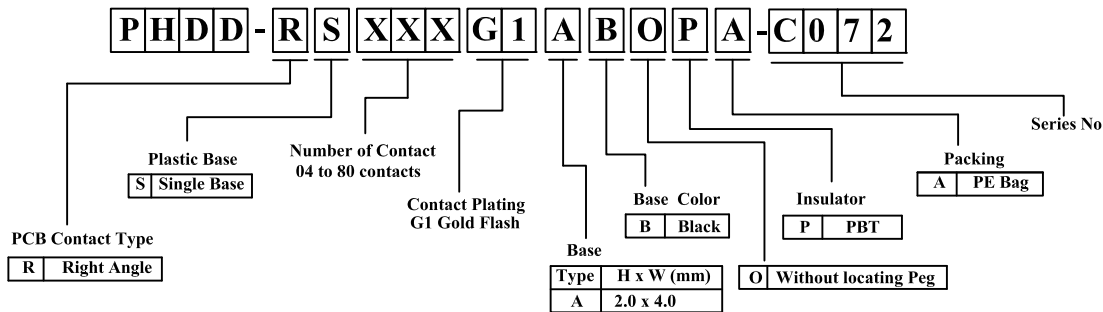 PHDD-RSXXXG1ABOPA-C072
Series No
Plastic Base
S Single Base
Number of Contact
04 to 80 contacts
Packing
A PE Bag
Contact Plating
G1 Gold Flash
Base Color
B Black
Insulator
P PBT
PCB Contact Type
R Right Angle
Base
Type H x W (mm)
A 2.0 x 4.0
O Without locating Peg